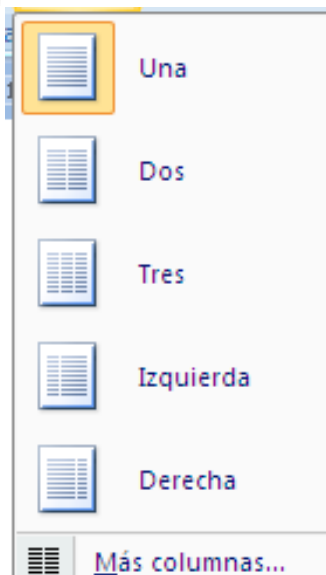 Una
Dos
Tres
Izquierda
Derecha
Más columnas...